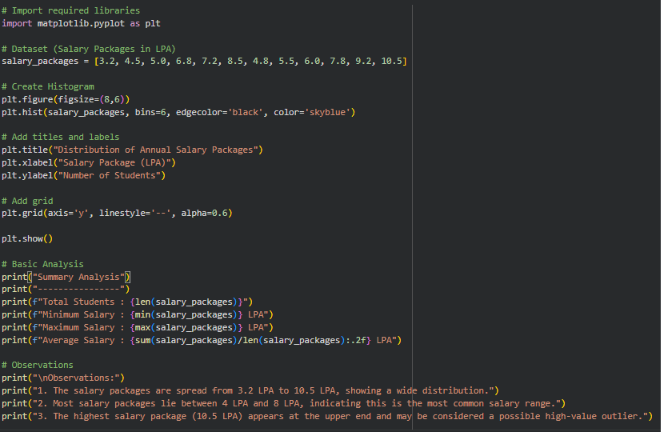 # Import required libraries
import matplotlib.pyplot as plt
# Dataset (Salary Packages in LPA)
salary_packages = [3.2, 4.5, 5.0, 6.8, 7.2, 8.5, 4.8, 5.5, 6.0, 7.8, 9.2, 10.5]
# Create Histogram
plt.figure(figsize=(8,6))
plt.hist(salary_packages, bins=6, edgecolor='black', color='skyblue')
# Add titles and labels
plt.title("Distribution of Annual Salary Packages")
plt.xlabel("Salary Package (LPA)")
plt.ylabel("Number of Students")
# Add grid
plt.grid(axis='y', linestyle='--', alpha=0.6)
plt.show()
# Basic Analysis
print("Summary Analysis")
print("----------------")
print(f"Total Students : {len(salary_packages)}")
print(f"Minimum Salary : {min(salary_packages)} LPA")
print(f"Maximum Salary : {max(salary_packages)} LPA")
print(f"Average Salary : {sum(salary_packages)/len(salary_packages):.2f} LPA")
# Observations
print("\nObservations:")
print("1. The salary packages are spread from 3.2 LPA to 10.5 LPA, showing a wide distribution.")
print("2. Most salary packages lie between 4 LPA and 8 LPA, indicating this is the most common salary range.")
print("3. The highest salary package (10.5 LPA) appears at the upper end and may be considered a possible high-value outlier.")